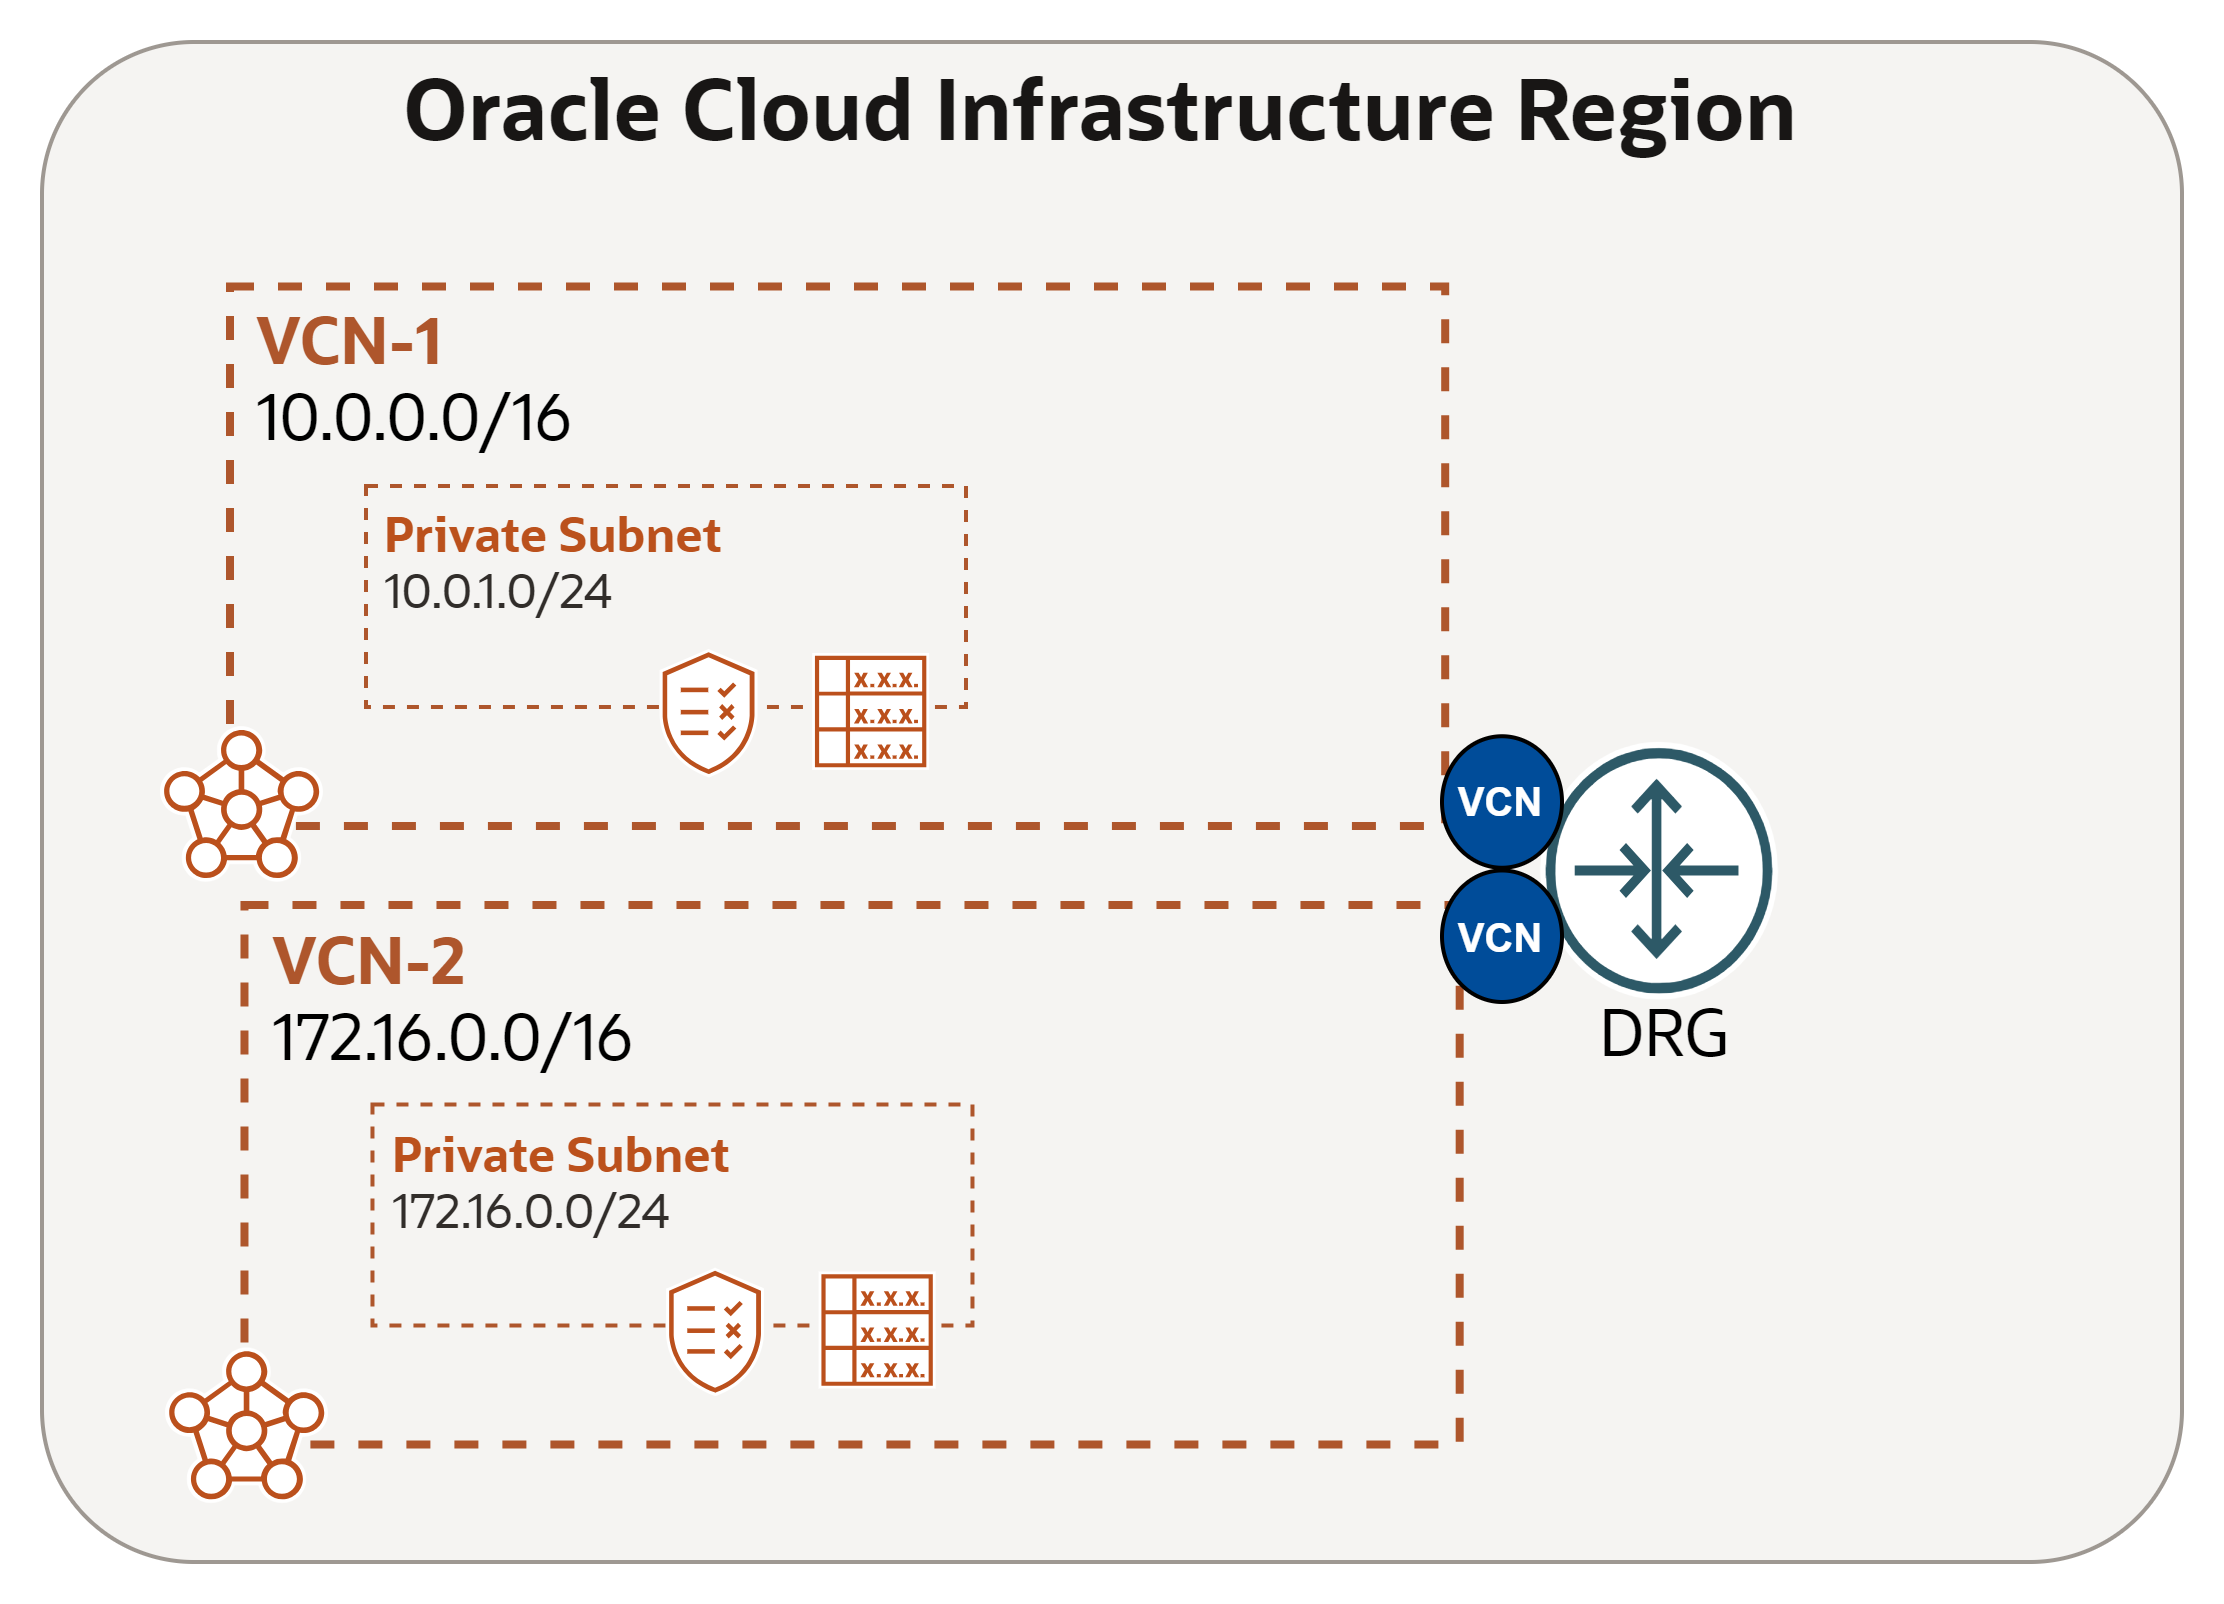 Oracle Cloud Infrastructure Region
VCN-1
10.0.0.0/16
Private Subnet
10.0.1.0/24
x.x.x.
x.x.x.
x.x.x.
VCN
VCN
DRG
VCN-2
172.16.0.0/16
Private Subnet
172.16.0.0/24
x.x.x.
x.x.x.
x.x.x.